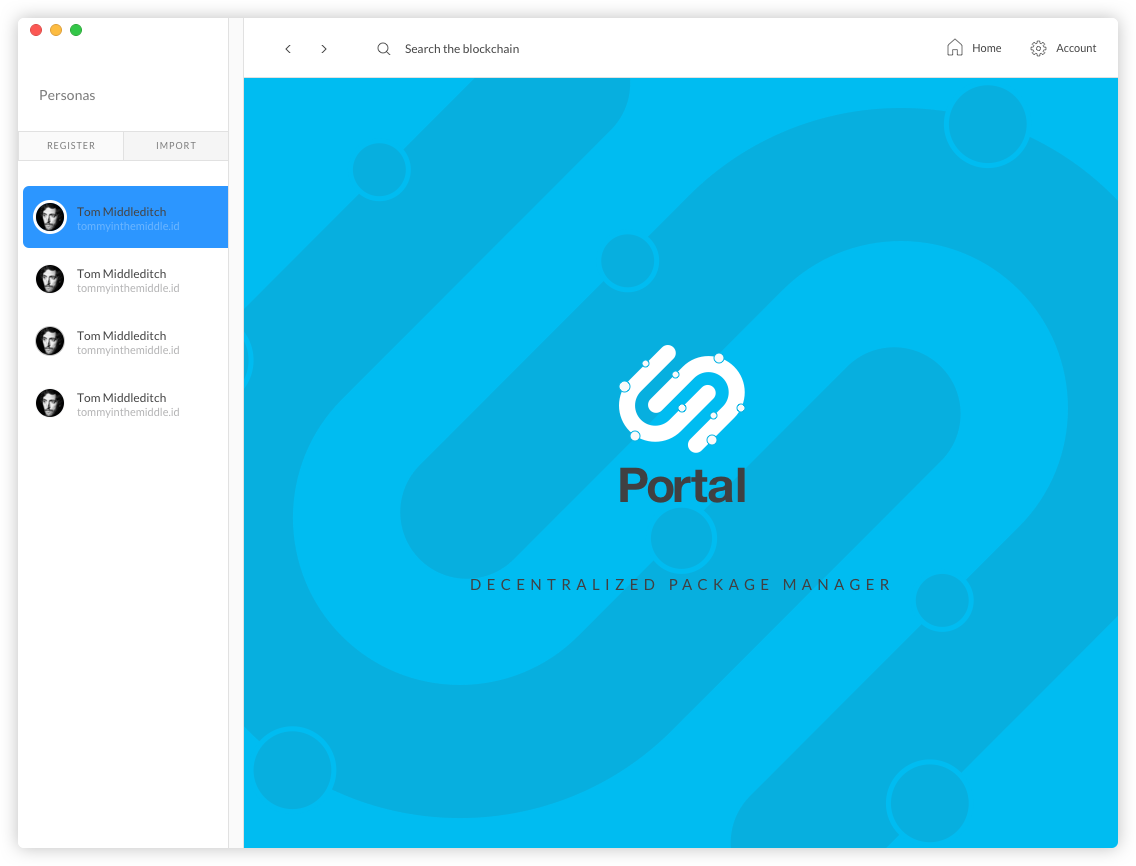 Personas
REGISTER
IMPORT
Tom Middleditch
tommyinthemiddle.id
Tom Middleditch
tommyinthemiddle.id
Tom Middleditch
tommyinthemiddle.id
Tom Middleditch
tommyinthemiddle.id
Search the blockchain
Home
Account
Portal
DECENTRALIZED PACKAGE MANAGER